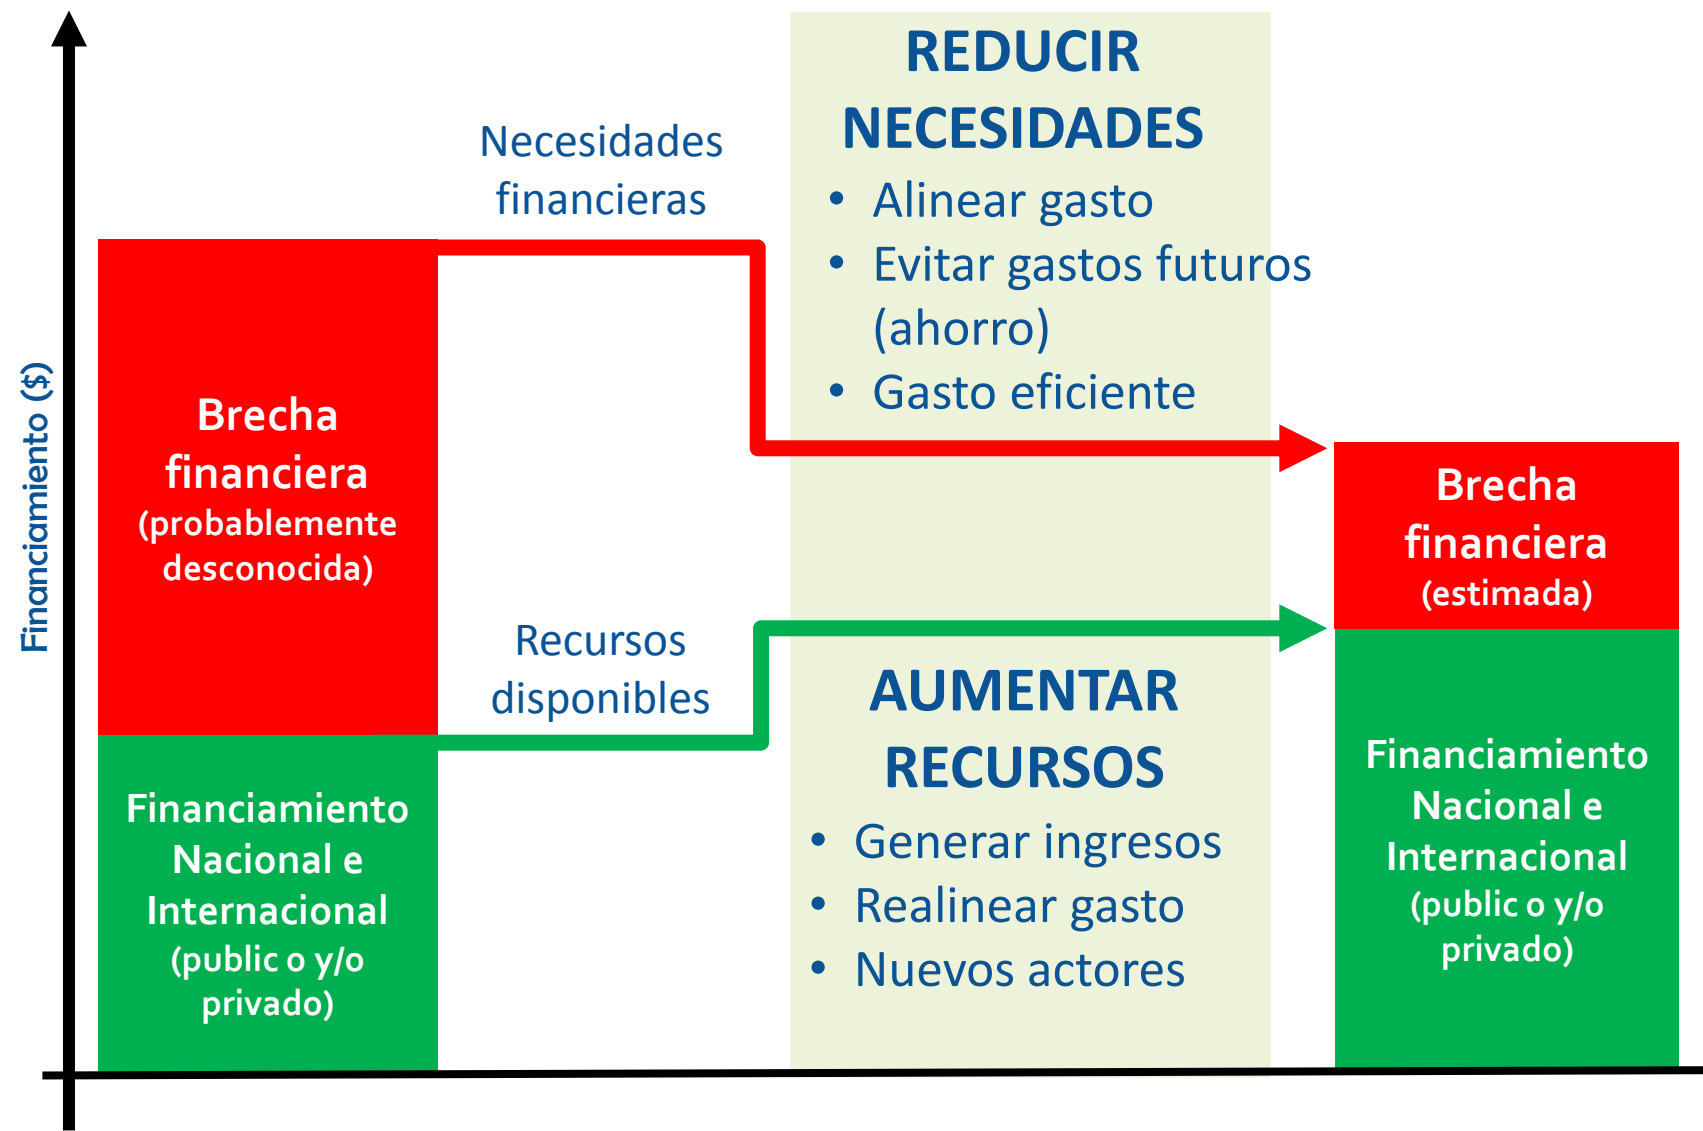 Financiamiento ($)
Brecha
financiera
(probablemente
desconocida)
Financiamiento
Nacional e
Internacional
(public o y/o
privado)
Necesidades
financieras
Recursos
disponibles
REDUCIR
NECESIDADES
• Alinear gasto
• Evitar gastos futuros
(ahorro)
• Gasto eficiente
AUMENTAR
RECURSOS
• Generar ingresos
• Realinear gasto
• Nuevos actores
Brecha
financiera
(estimada)
Financiamiento
Nacional e
Internacional
(public o y/o
privado)